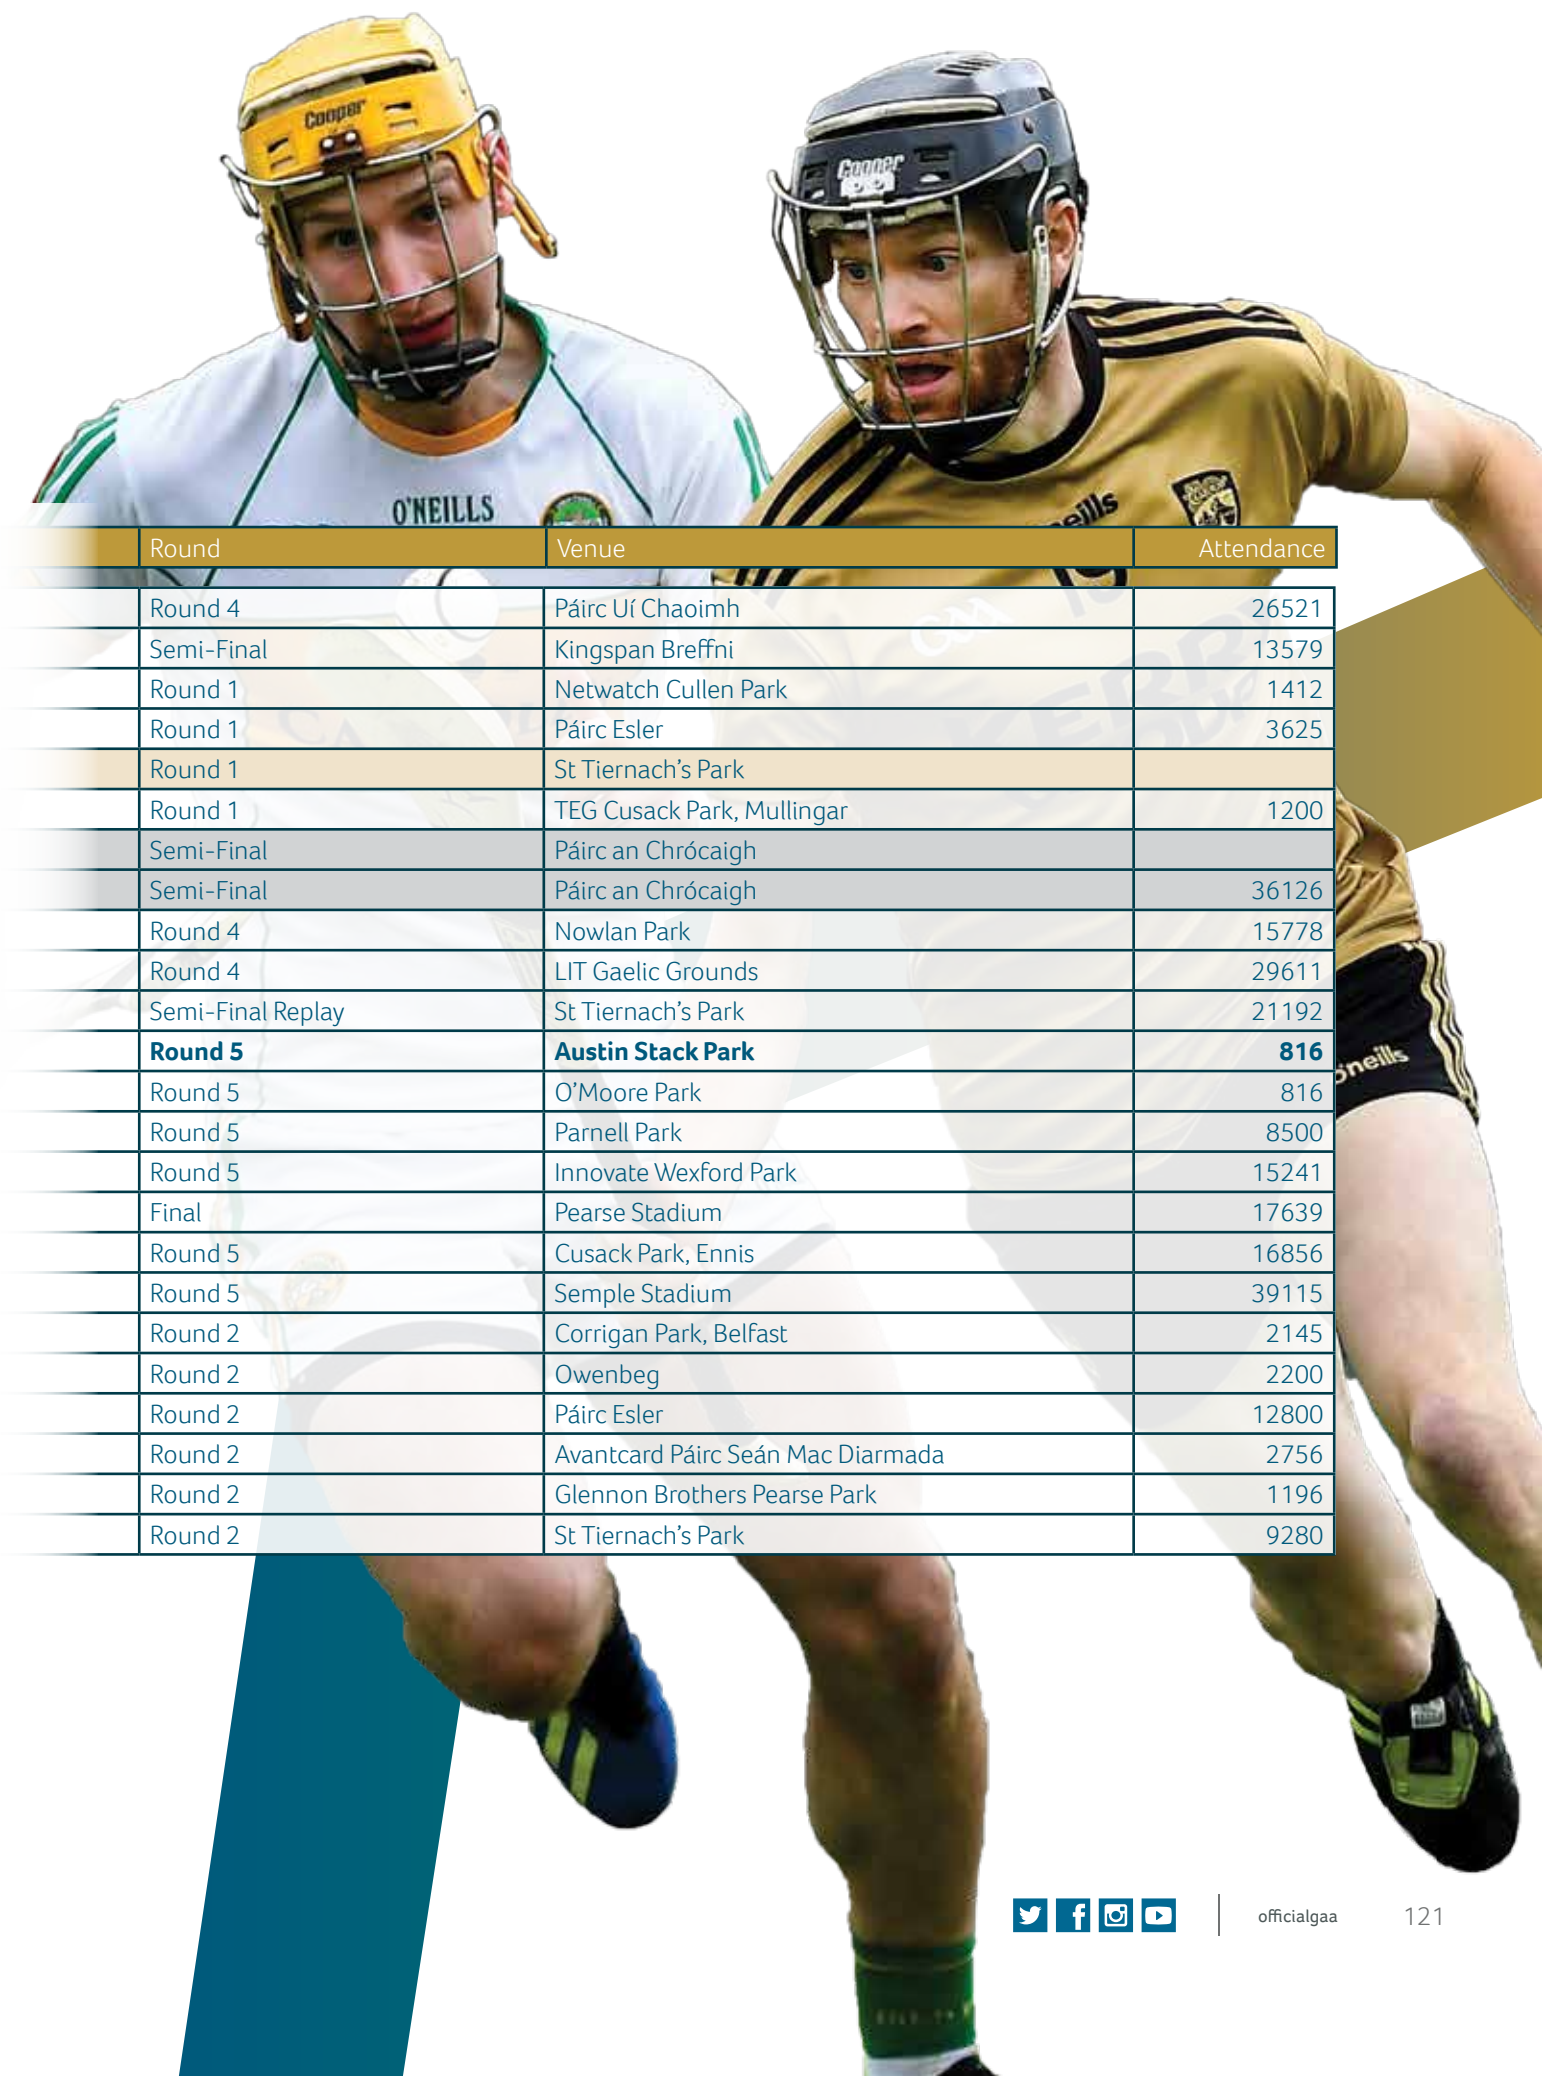 Cooper
Cooper
O'NEILLS
neills
Round Venue Attendance
Round 4 Páirc Uí Chaoimh 26521
Semi-Final Kingspan Breffni 13579
Round 1 Netwatch Cullen Park 1412
Round 1 Páirc Esler 3625
Round 1 St Tiernach’s Park
Round 1 TEG Cusack Park, Mullingar 1200
Semi-Final Páirc an Chrócaigh
Semi-Final Páirc an Chrócaigh 36126
Round 4 Nowlan Park 15778
Round 4 LIT Gaelic Grounds 29611
Semi-Final Replay St Tiernach’s Park 21192
Round 5 Austin Stack Park 816
Round 5 O’Moore Park 816
Round 5 Parnell Park 8500
Round 5 Innovate Wexford Park 15241
Final Pearse Stadium 17639
Round 5 Cusack Park, Ennis 16856
Round 5 Semple Stadium 39115
Round 2 Corrigan Park, Belfast 2145
Round 2 Owenbeg 2200
Round 2 Páirc Esler 12800
Round 2 Avantcard Páirc Seán Mac Diarmada 2756
Round 2 Glennon Brothers Pearse Park 1196
Round 2 St Tiernach’s Park 9280
o'neills
officialgaa 121